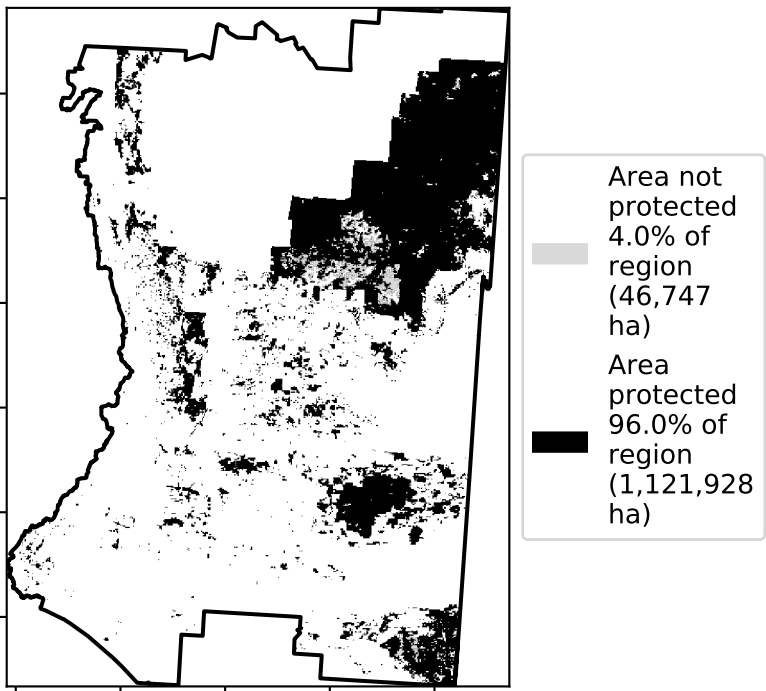 Area not
protected
4.0% of
region
(46,747
ha)
Area
protected
96.0% of
region
(1,121,928
ha)